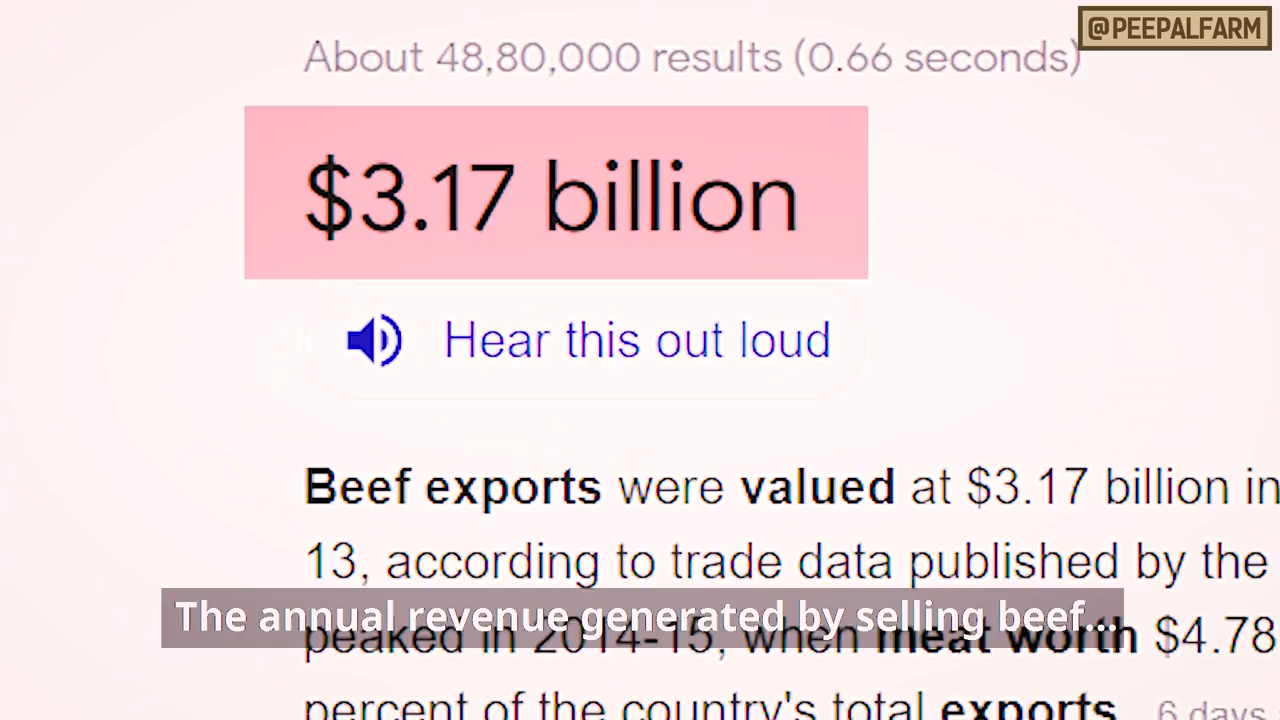 @PEEPALFARM
About 48,80,000 results (0.66 seconds)
$3.17 billion
Hear this out loud
Beef exports were valued at $3.17 billion in
13, according to trade data published by the
The annual revenue generated by selling beef...
peaked in 2014-15, when meat worth $4.78
percent of the country's total exports. 6 days